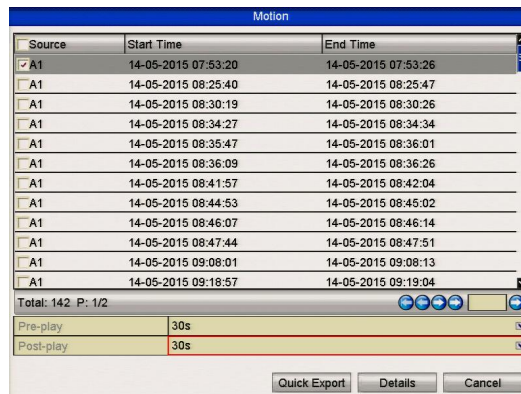 Motion
Source Start Time End Time
A1 14-05-2015 07:53:20 14-05-2015 07:53:26
A1 14-05-2015 08:25:40 14-05-2015 08:25:47
A1 14-05-2015 08:30:19 14-05-2015 08:30:26
A1 14-05-2015 08:34:27 14-05-2015 08:34:34
A1 14-05-2015 08:35:47 14-05-2015 08:36:01
A1 14-05-2015 08:36:09 14-05-2015 08:36:26
A1 14-05-2015 08:41:57 14-05-2015 08:42:04
A1 14-05-2015 08:44:53 14-05-2015 08:45:02
A1 14-05-2015 08:46:07 14-05-2015 08:46:14
A1 14-05-2015 08:47:44 14-05-2015 08:47:51
A1 14-05-2015 09:08:01 14-05-2015 09:08:13
A1 14-05-2015 09:18:57 14-05-2015 09:19:04
Total: 142 P: 1/2
Pre-play 30s
Post-play 30s
Quick Export Details Cancel